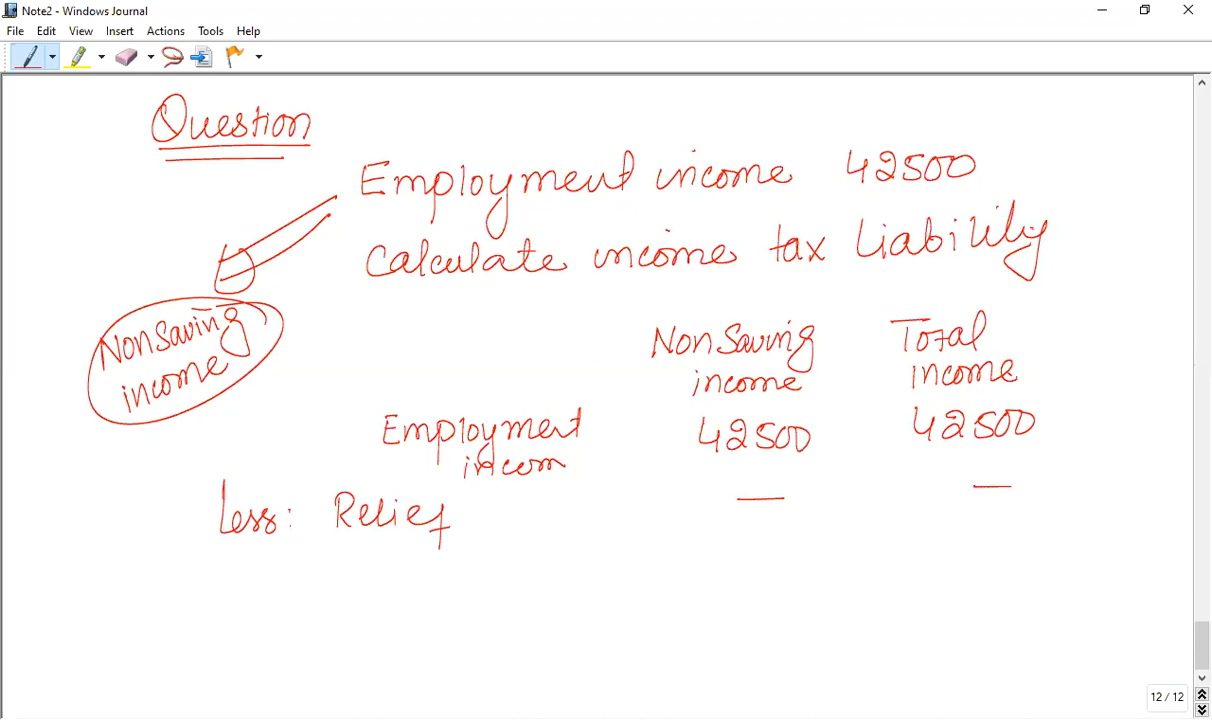 Note2 - Windows Journal
File Edit View Insert Actions Tools Help
Question
Employment income 42500
Calculate income tax liability
Non Saving
income
Non Saving Total
income income
Employment 42500 42500
incom
Less: Relief — —
12 / 12